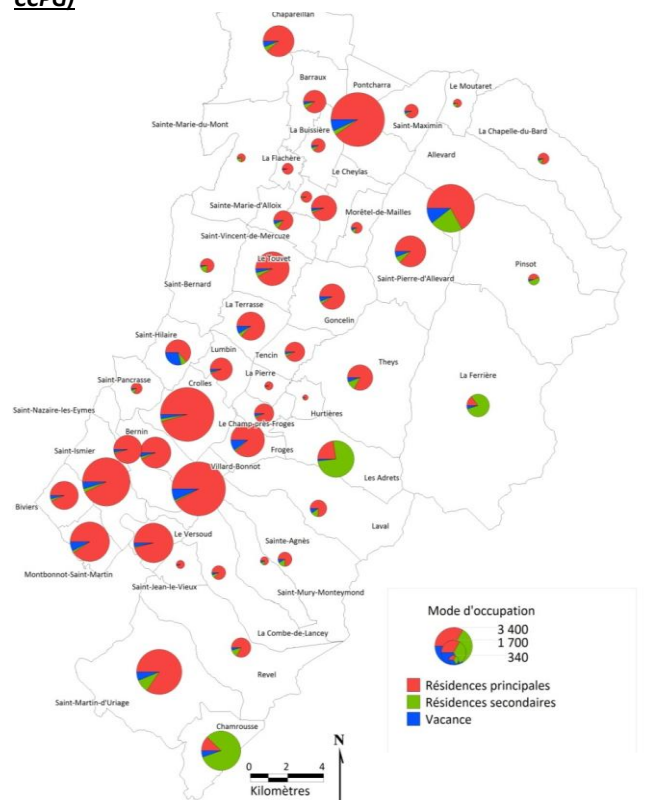 CCPG)
Chapareillan
Barraux
Pontcharra
Le Moutaret
Sainte-Marie-du-Mont
La Buissière
Saint-Maximin
La Chapelle-du-Bard
La Flachère
Allevard
Le Cheylas
Sainte-Marie-d'Alloix
Morêtel-de-Mailles
Saint-Vincent-de-Mercuze
Le Touvet
Saint-Pierre-d'Allevard
Pinsot
Saint-Bernard
La Terrasse
Goncelin
Saint-Hilaire
Lumbin
Tencin
Theys
Saint-Pancrasse
Crolles
La Pierre
La Ferrière
Saint-Nazaire-les-Eymes
Hurtières
Le Champ-près-Froges
Bernin
Saint-Ismier
Froges
Villard-Bonnot
Les Adrets
Biviers
Laval
Le Versoud
Sainte-Agnès
Montbonnot-Saint-Martin
Saint-Jean-le-Vieux
Saint-Mury-Monteymond
La Combe-de-Lancey
Revel
Saint-Martin-d'Uriage
Chamrousse
Mode d'occupation
3 400
1 700
340
Résidences principales
Résidences secondaires
Vacance
N
0 2 4
Kilomètres